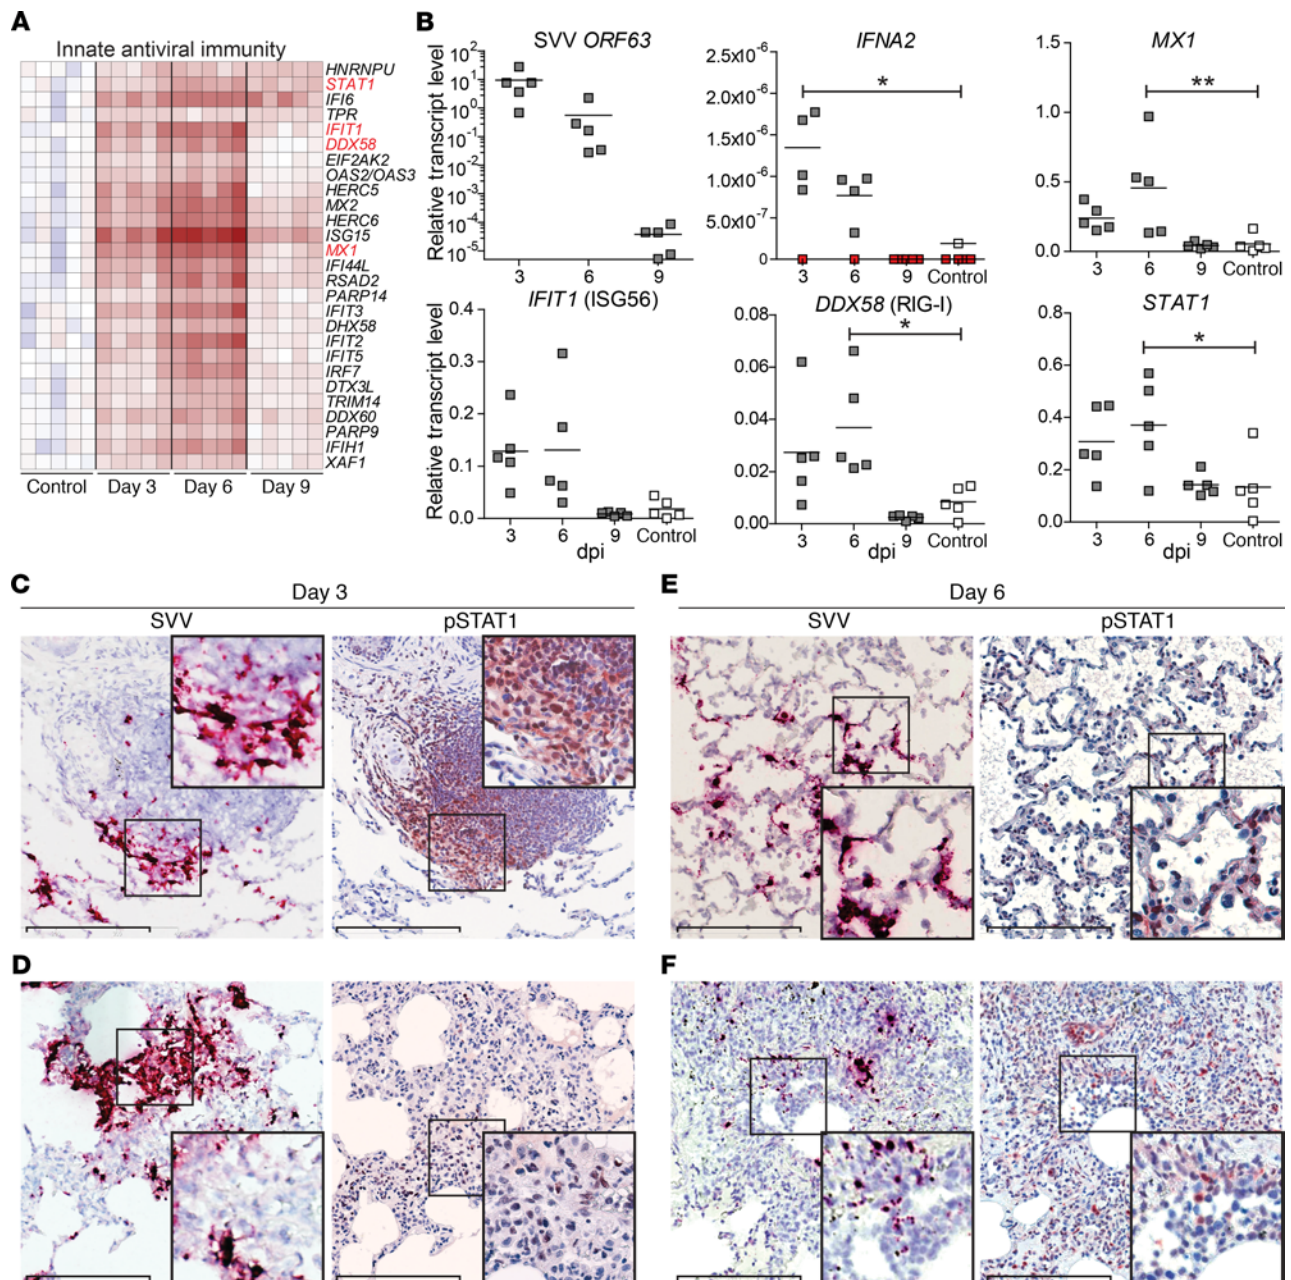 A
Innate antiviral immunity
HNRNPU
STAT1
IFI6
TPR
IFIT1
DDX58
EIF2AK2
OAS2/OAS3
HERC5
MX2
HERC6
ISG15
MX1
IFI44L
RSAD2
PARP14
IFIT3
DHX58
IFIT2
IFIT5
IRF7
DTX3L
TRIM14
DDX60
PARP9
IFIH1
XAF1
Control Day 3 Day 6 Day 9
B
SVV ORF63
Relative transcript level
10^2
10^1
10^0
10^-1
10^-2
10^-4
10^-5
3 6 9
IFNA2
2.5x10^-6
2.0x10^-6
1.5x10^-6
1.0x10^-6
5.0x10^-7
0
*
3 6 9 Control
MX1
1.5
1.0
0.5
0.0
**
3 6 9 Control
IFIT1 (ISG56)
Relative transcript level
0.4
0.3
0.2
0.1
0.0
3 6 9 Control
dpi
DDX58 (RIG-I)
0.08
0.06
0.04
0.02
0.00
*
3 6 9 Control
dpi
STAT1
0.8
0.6
0.4
0.2
0.0
*
3 6 9 Control
dpi
C
Day 3
SVV pSTAT1
E
Day 6
SVV pSTAT1
D
F